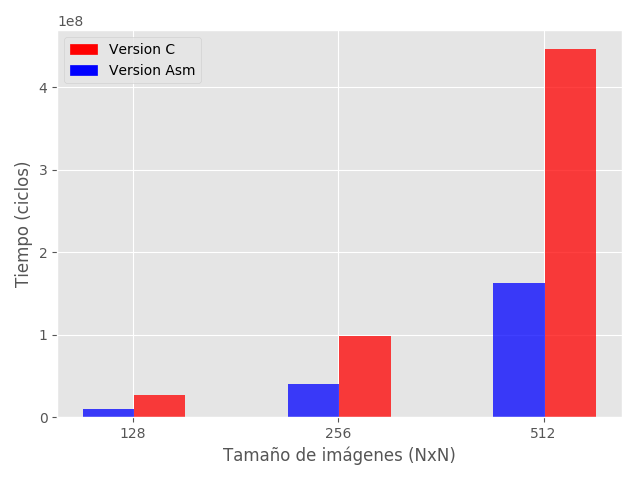 1e8
Version C
Version Asm
4
3
2
1
0
Tiempo (ciclos)
128
256
512
Tamaño de imágenes (NxN)